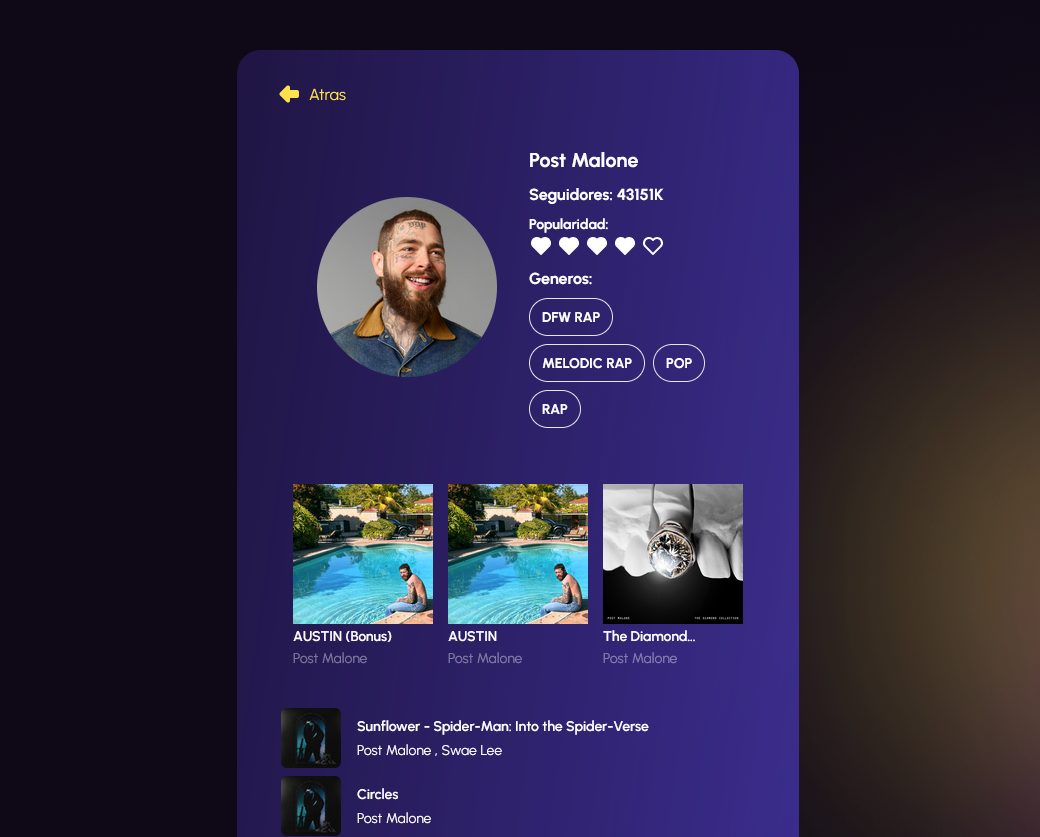 Atras
Post Malone
Seguidores: 43151K
Popularidad:
Generos:
DFW RAP
MELODIC RAP
POP
RAP
AUSTIN (Bonus)
Post Malone
AUSTIN
Post Malone
POST MALONE
THE DIAMOND COLLECTION
The Diamond...
Post Malone
Sunflower - Spider-Man: Into the Spider-Verse
Post Malone , Swae Lee
Circles
Post Malone